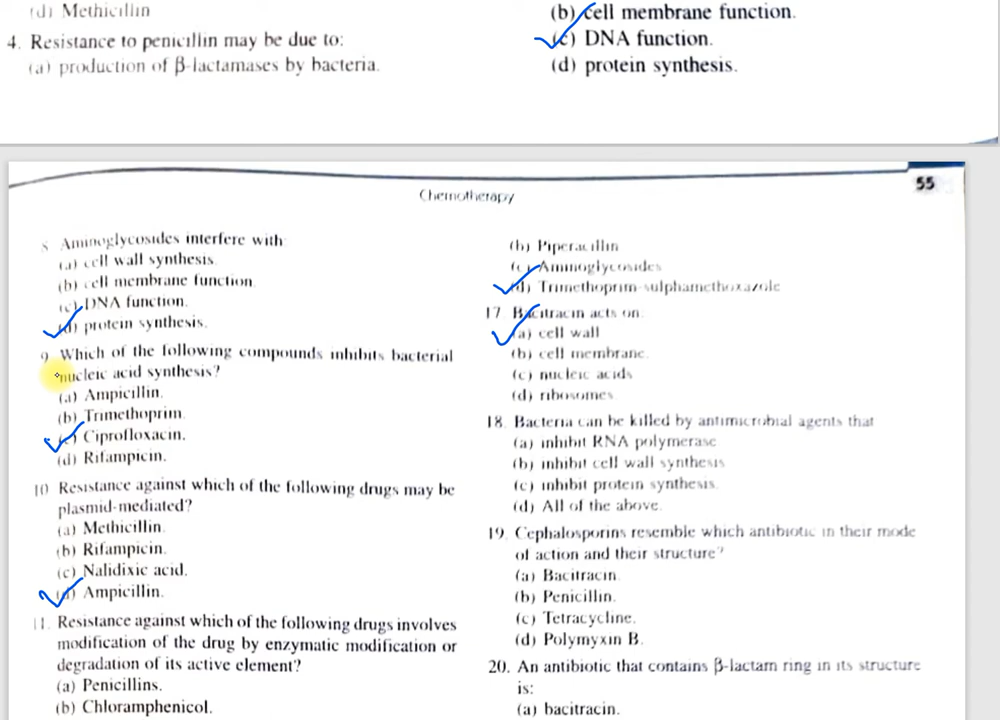 (d) Methicillin
4. Resistance to penicillin may be due to:
(a) production of β-lactamases by bacteria.
(b) cell membrane function.
(c) DNA function.
(d) protein synthesis.
55
Chemotherapy
8. Aminoglycosides interfere with
(a) cell wall synthesis.
(b) cell membrane function
(c) DNA function.
(d) protein synthesis.
9. Which of the following compounds inhibits bacterial
nucleic acid synthesis?
(a) Ampicillin.
(b) Trimethoprim.
(c) Ciprofloxacin.
(d) Rifampicin.
10 Resistance against which of the following drugs may be
plasmid-mediated?
(a) Methicillin.
(b) Rifampicin.
(c) Nalidixic acid.
(d) Ampicillin.
11. Resistance against which of the following drugs involves
modification of the drug by enzymatic modification or
degradation of its active element?
(a) Penicillins.
(b) Chloramphenicol.
(b) Piperacillin
(c) Aminoglycosides
(d) Trimethoprim-sulphamethoxazole
17 Bacitracin acts on
(a) cell wall
(b) cell membrane.
(c) nucleic acids
(d) ribosomes
18. Bacteria can be killed by antimicrobial agents that
(a) inhibit RNA polymerase
(b) inhibit cell wall synthesis
(c) inhibit protein synthesis.
(d) All of the above.
19. Cephalosporins resemble which antibiotic in their mode
of action and their structure?
(a) Bacitracin
(b) Penicillin.
(c) Tetracycline.
(d) Polymyxin B.
20. An antibiotic that contains β-lactam ring in its structure
is:
(a) bacitracin.